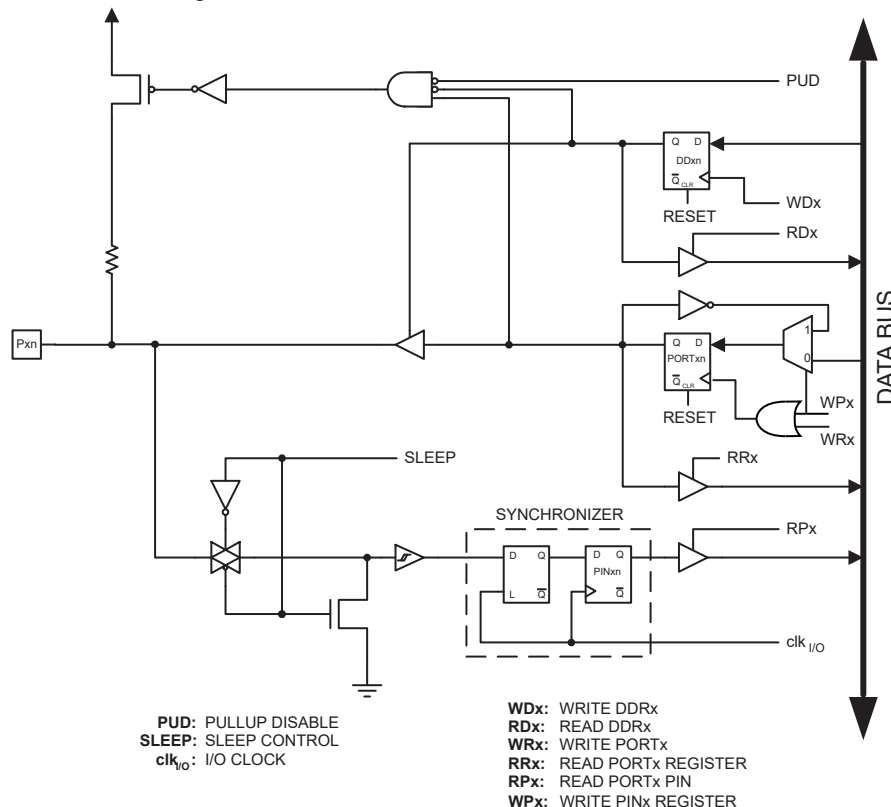 PUD
Q D
DDxn
Q CLR
WDx
RESET
RDx
Pxn
1
Q D
PORTxn
0
Q CLR
WPx
RESET
WRx
SLEEP
RRx
SYNCHRONIZER
RPx
D Q
D Q
PINxn
L Q
Q
clk I/O
DATA BUS
PUD: PULLUP DISABLE
SLEEP: SLEEP CONTROL
clkI/O: I/O CLOCK
WDx: WRITE DDRx
RDx: READ DDRx
WRx: WRITE PORTx
RRx: READ PORTx REGISTER
RPx: READ PORTx PIN
WPx: WRITE PINx REGISTER